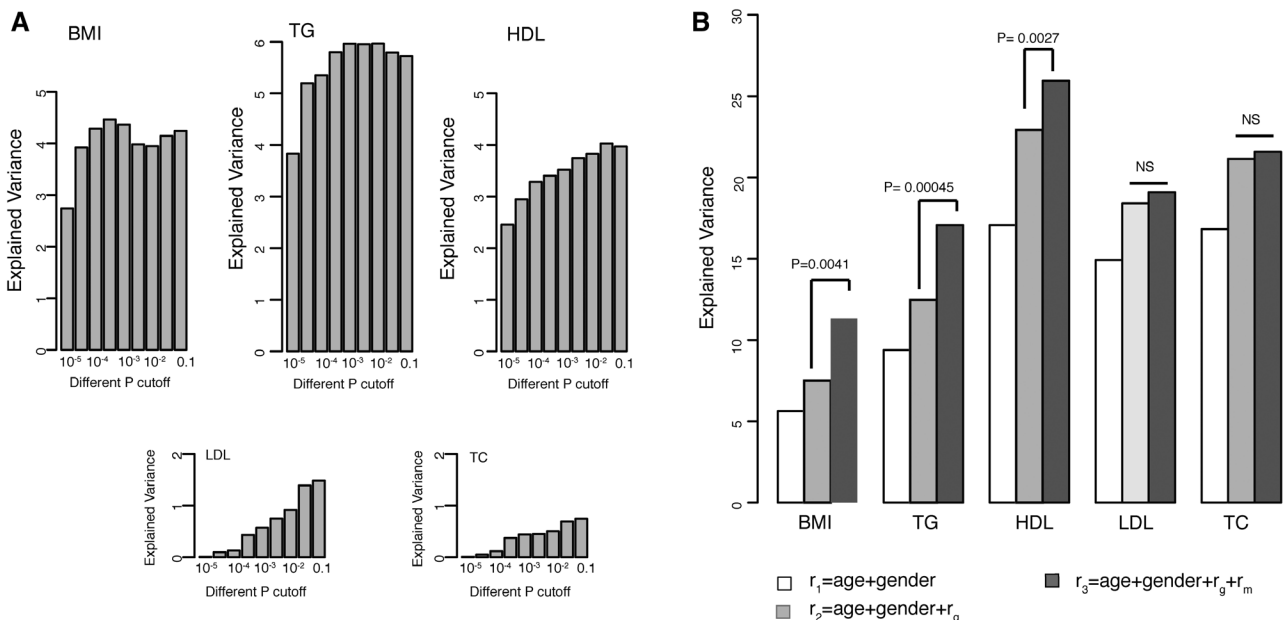 A
BMI
Explained Variance
0 1 2 3 4 5
10-5 10-4 10-3 10-2 0.1
Different P cutoff
TG
Explained Variance
0 1 2 3 4 5 6
10-5 10-4 10-3 10-2 0.1
Different P cutoff
HDL
Explained Variance
0 1 2 3 4 5
10-5 10-4 10-3 10-2 0.1
Different P cutoff
LDL
Explained Variance
0 1 2
10-5 10-4 10-3 10-2 0.1
Different P cutoff
TC
Explained Variance
0 1 2
10-5 10-4 10-3 10-2 0.1
Different P cutoff
B
Explained Variance
0 5 10 15 20 25 30
P=0.0041
P= 0.00045
P= 0.0027
NS
NS
BMI TG HDL LDL TC
r1=age+gender
r2=age+gender+rg
r3=age+gender+rg+rm